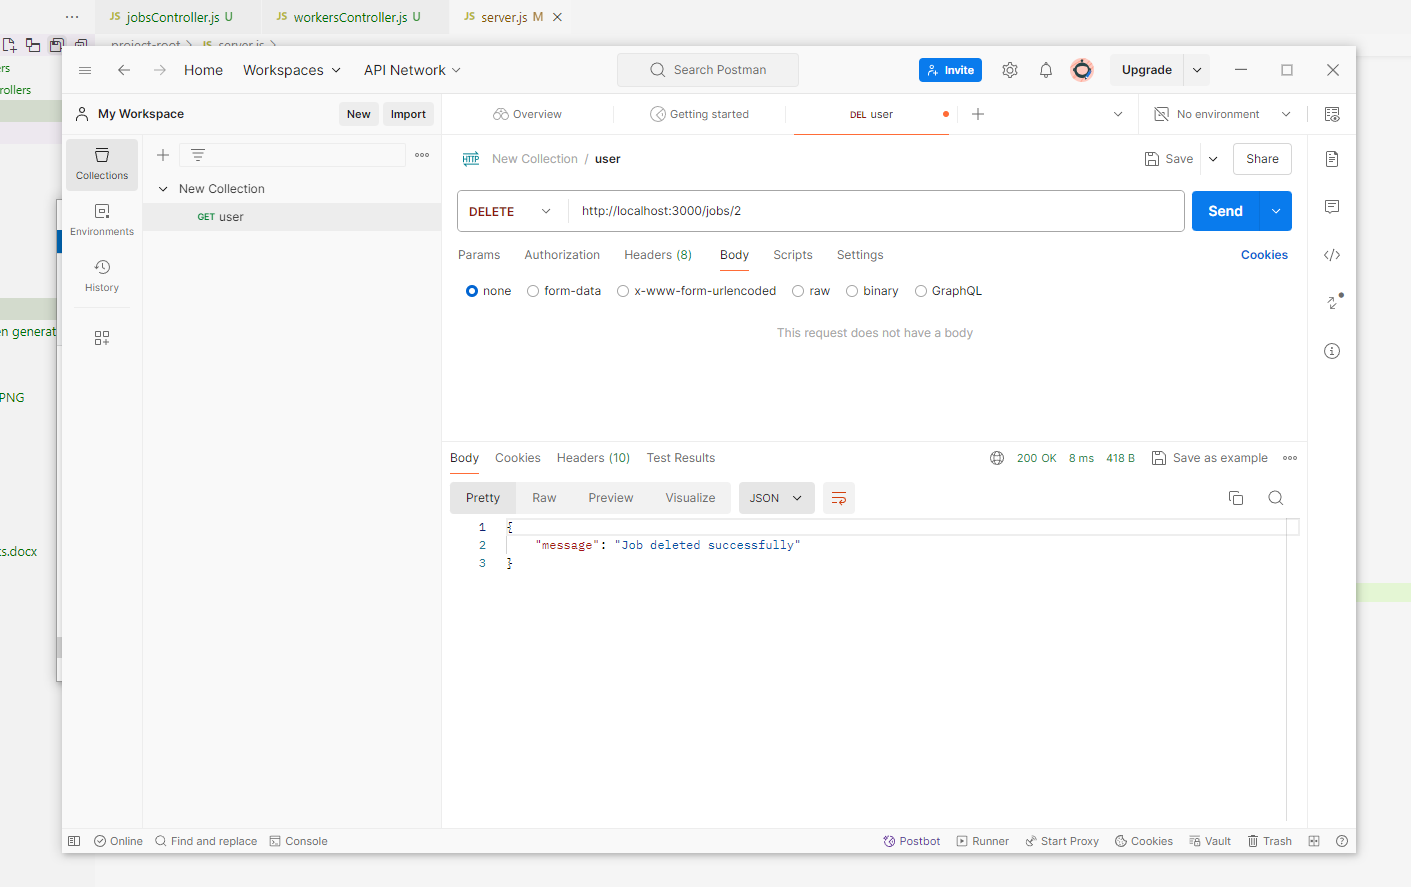 JS jobsController.js U
JS workersController.js U
JS server.js M
project-root > JS server.js >
ers
rollers
en generat
PNG
ts.docx
Home
Workspaces
API Network
Search Postman
Invite
Upgrade
My Workspace
New
Import
Overview
Getting started
DEL user
No environment
Collections
Environments
History
New Collection
GET user
HTTP New Collection / user
Save
Share
DELETE
http://localhost:3000/jobs/2
Send
Params
Authorization
Headers (8)
Body
Scripts
Settings
Cookies
none
form-data
x-www-form-urlencoded
raw
binary
GraphQL
This request does not have a body
Body
Cookies
Headers (10)
Test Results
200 OK
8 ms
418 B
Save as example
Pretty
Raw
Preview
Visualize
JSON
1 {
2 "message": "Job deleted successfully"
3 }
Online
Find and replace
Console
Postbot
Runner
Start Proxy
Cookies
Vault
Trash